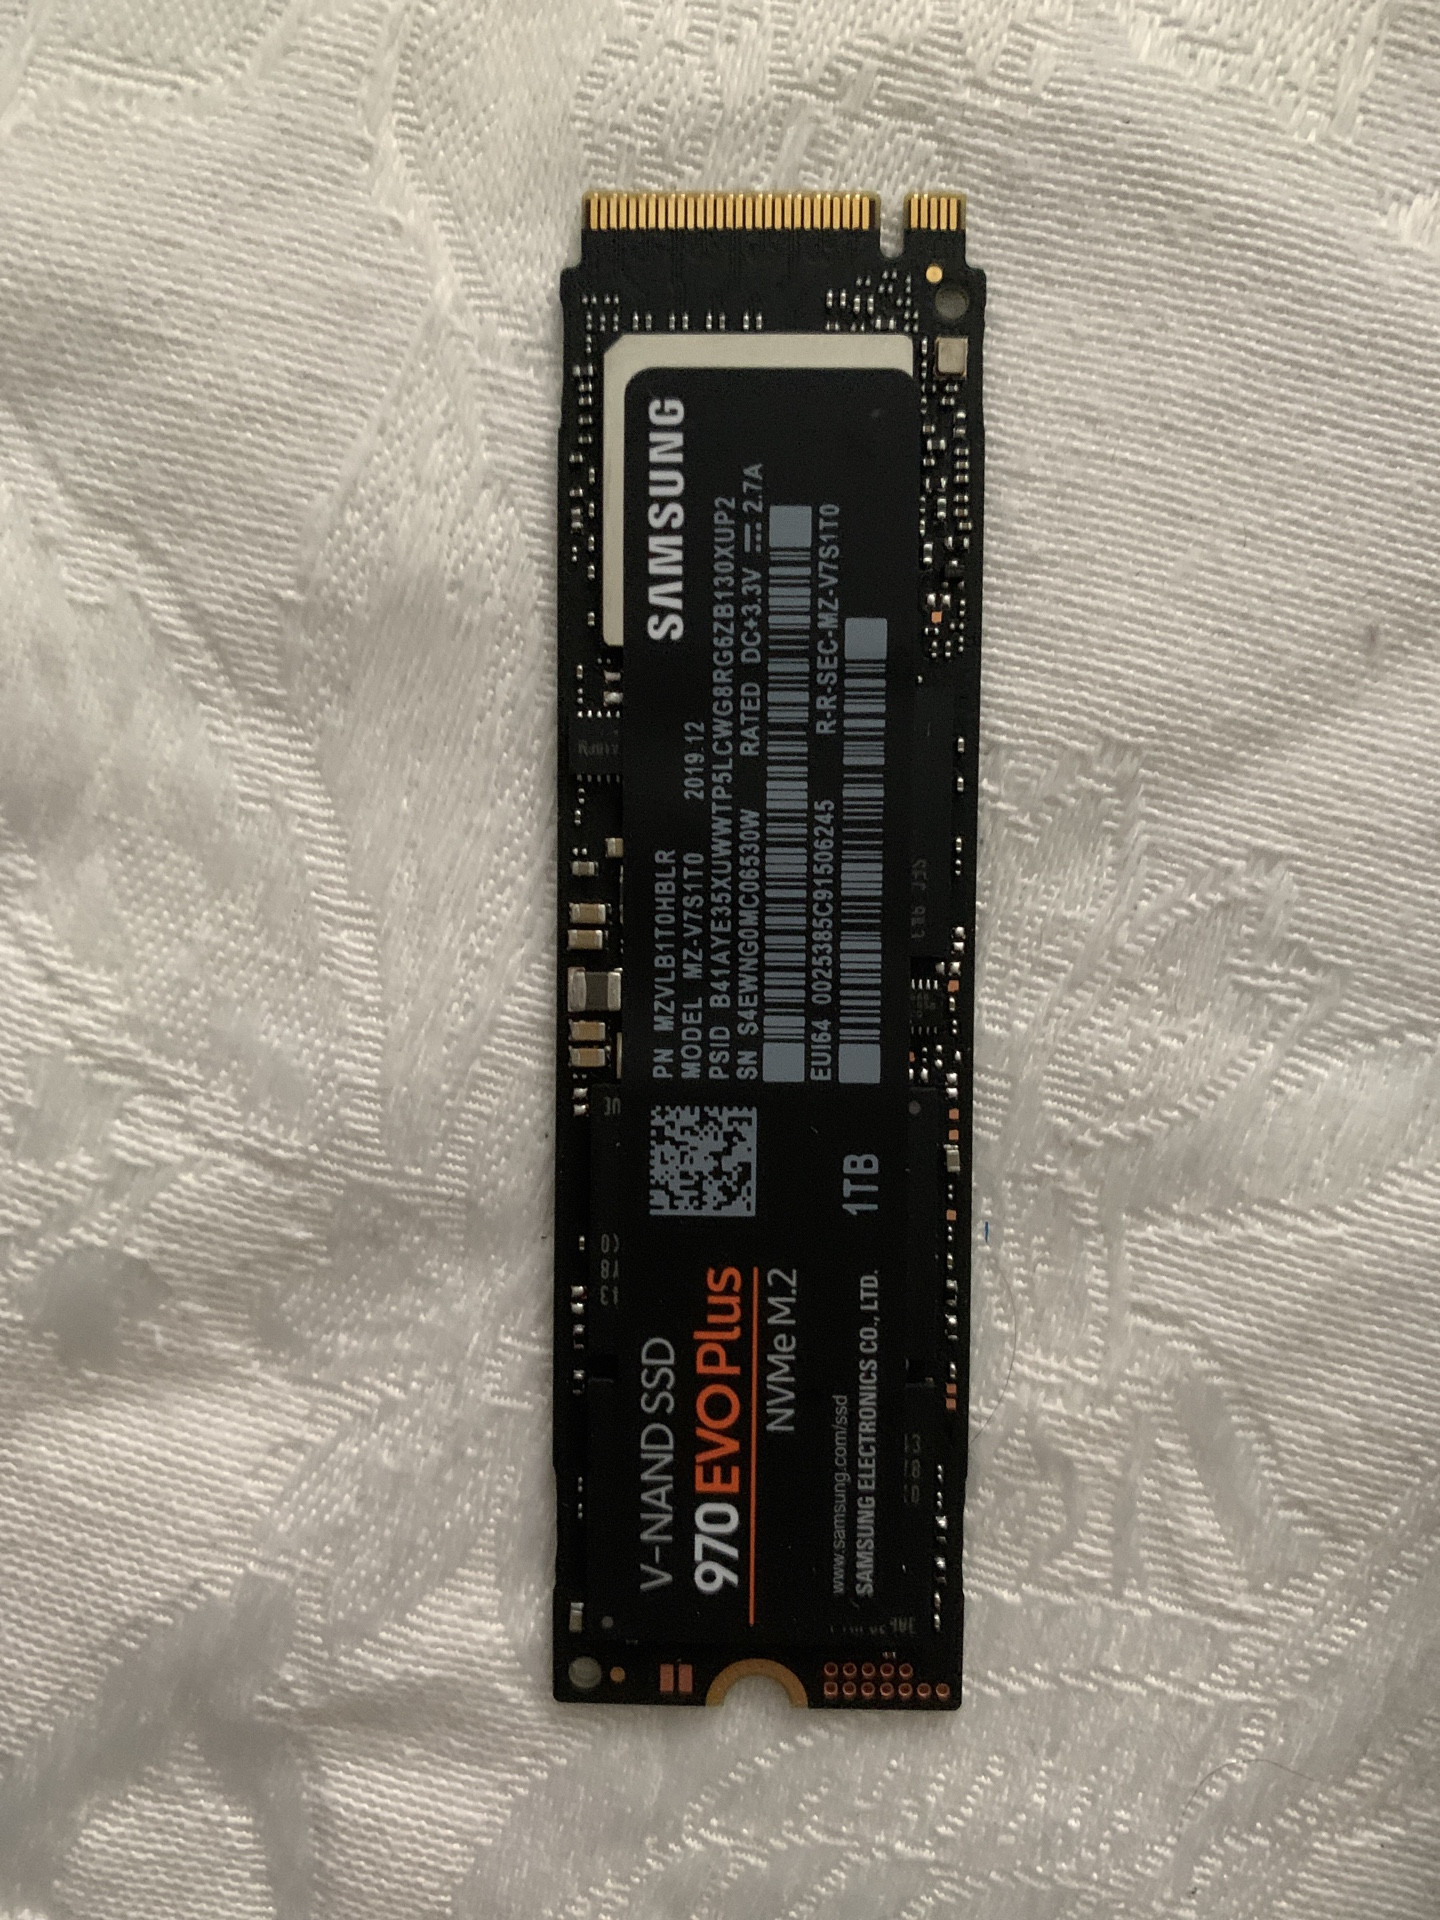 SAMSUNG
PN MZVLB1T0HBLR
MODEL MZ-V7S1T0 2019.12
PSID B41AYE35XUWWTP5LCWG8RG6ZB130XUP2
SN S4EWNG0MC06530W RATED DC+3.3V ⎓ 2.7A
EUI64 0025385C91506245 R-R-SEC-MZ-V7S1T0
1TB
V-NAND SSD
970 EVO Plus
NVMe M.2
www.samsung.com/ssd
SAMSUNG ELECTRONICS CO., LTD.